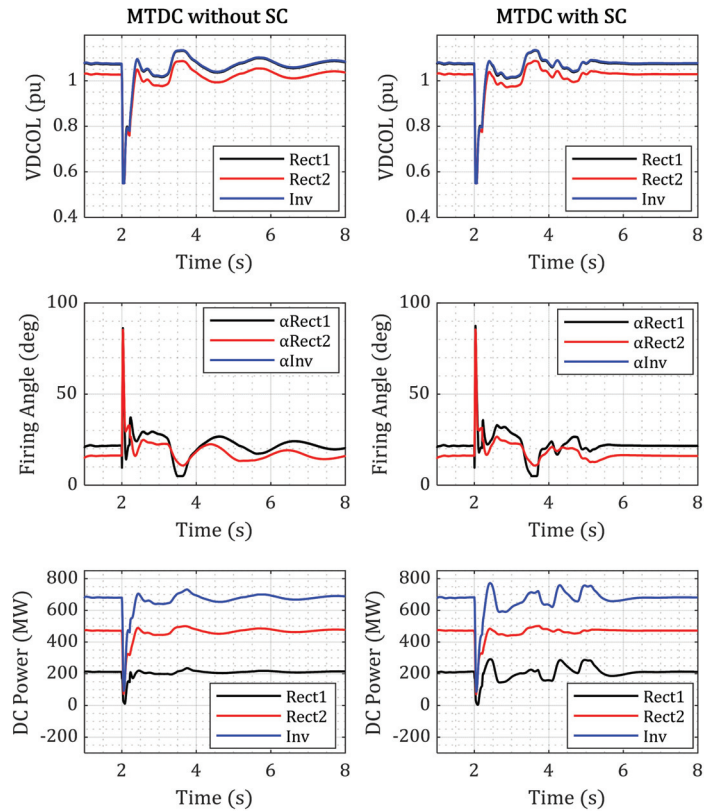 MTDC without SC
MTDC with SC
VDCOL (pu)
1
0.8
0.6
0.4
Rect1
Rect2
Inv
2
4
6
8
Time (s)
VDCOL (pu)
1
0.8
0.6
0.4
Rect1
Rect2
Inv
2
4
6
8
Time (s)
Firing Angle (deg)
100
50
0
αRect1
αRect2
αInv
2
4
6
8
Time (s)
Firing Angle (deg)
100
50
0
αRect1
αRect2
αInv
2
4
6
8
Time (s)
DC Power (MW)
800
600
400
200
0
-200
Rect1
Rect2
Inv
2
4
6
8
Time (s)
DC Power (MW)
800
600
400
200
0
-200
Rect1
Rect2
Inv
2
4
6
8
Time (s)